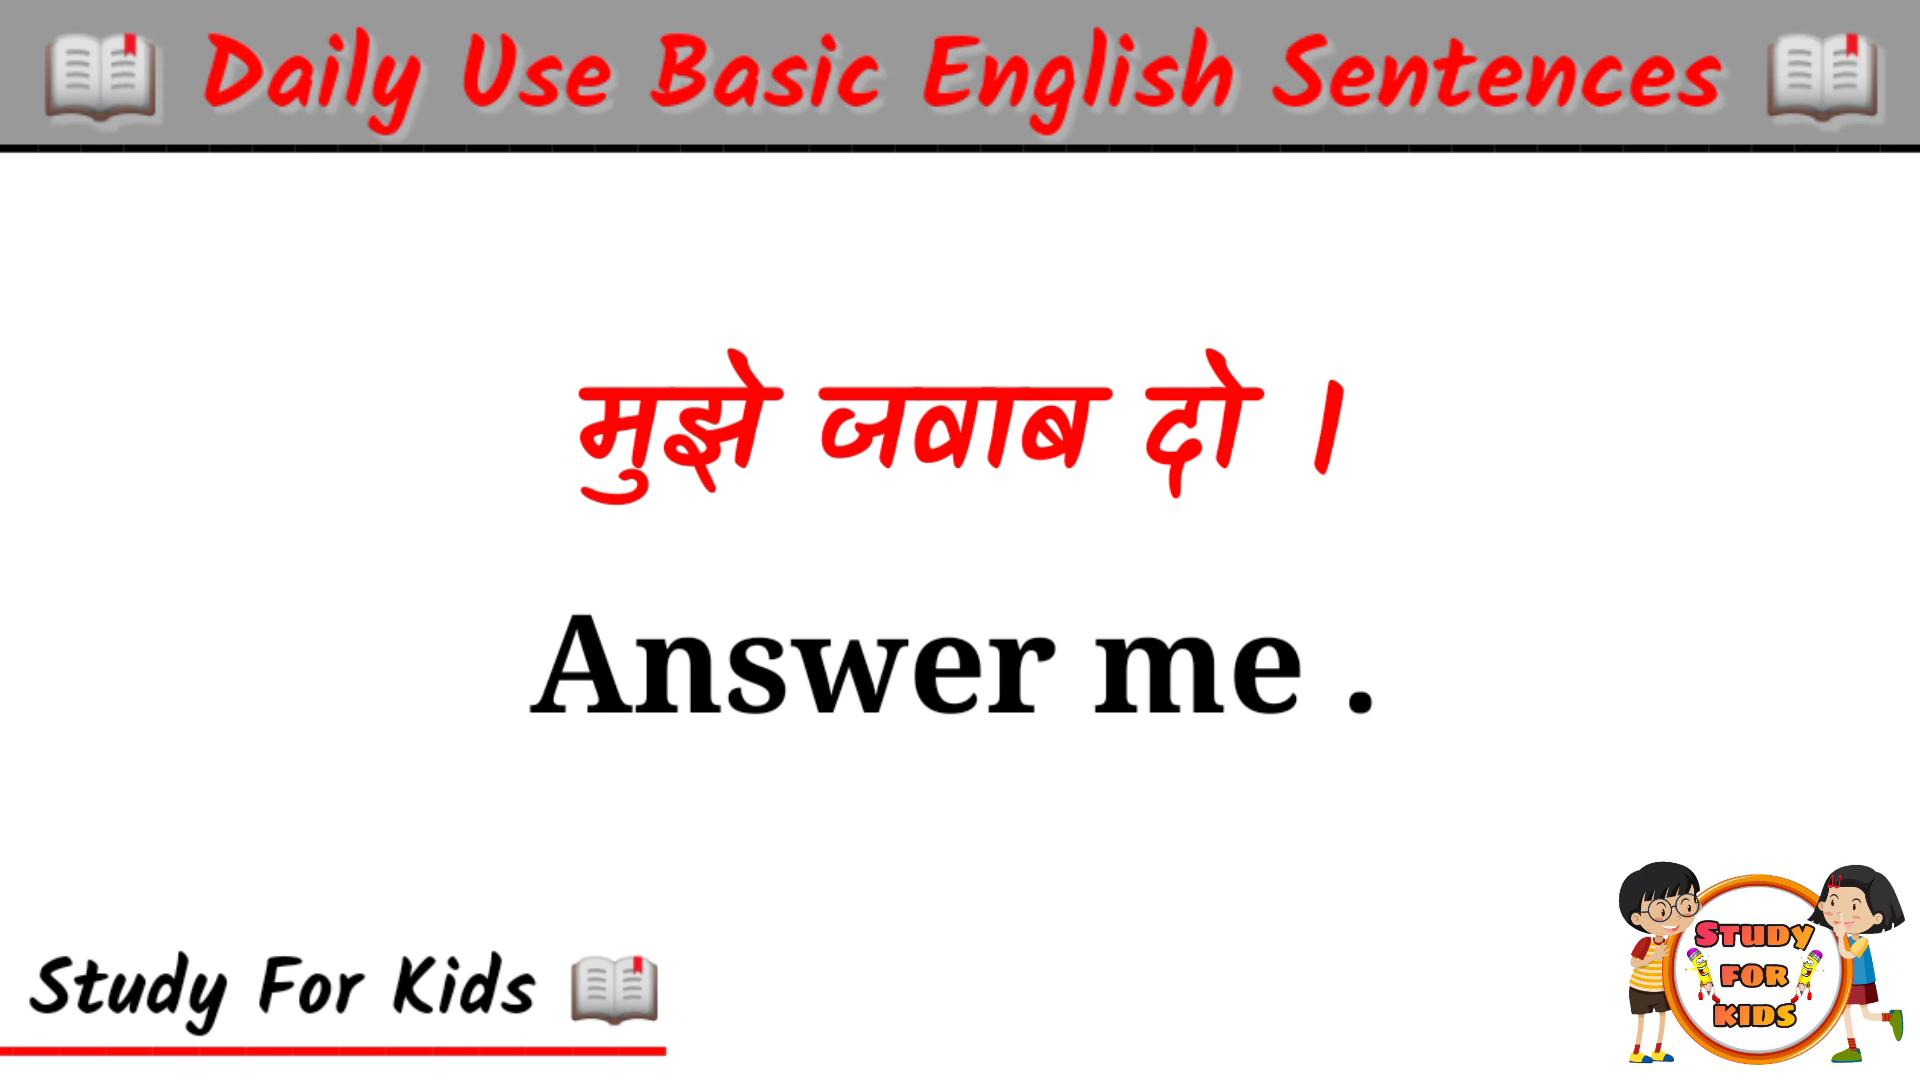 📖 Daily Use Basic English Sentences 📖
मुझे जवाब दो ।
Answer me .
Study For Kids 📖
STUDY
FOR
KIDS